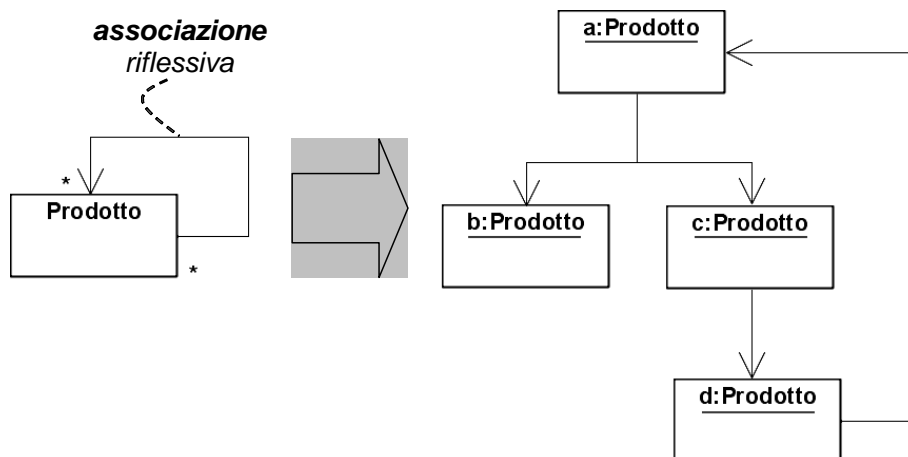 associazione
riflessiva
*
Prodotto
*
a:Prodotto
b:Prodotto
c:Prodotto
d:Prodotto